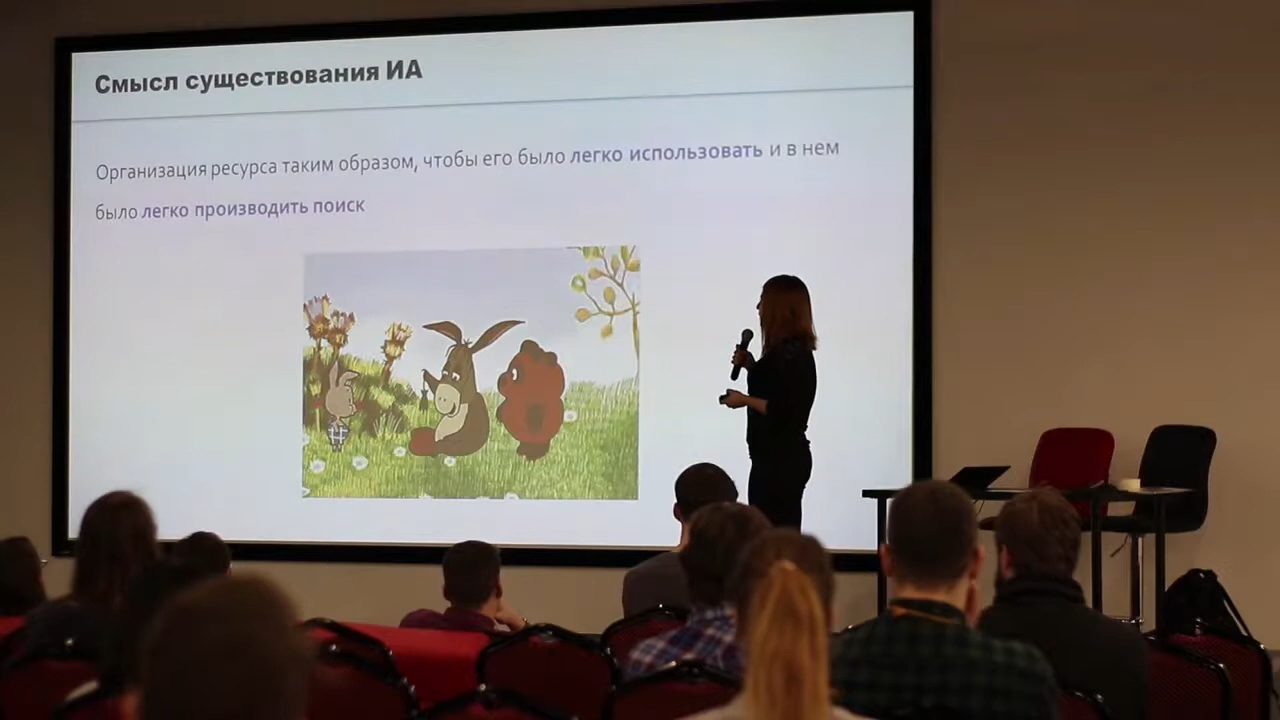 Смысл существования ИА
Организация ресурса таким образом, чтобы его было легко использовать и в нем
было легко производить поиск